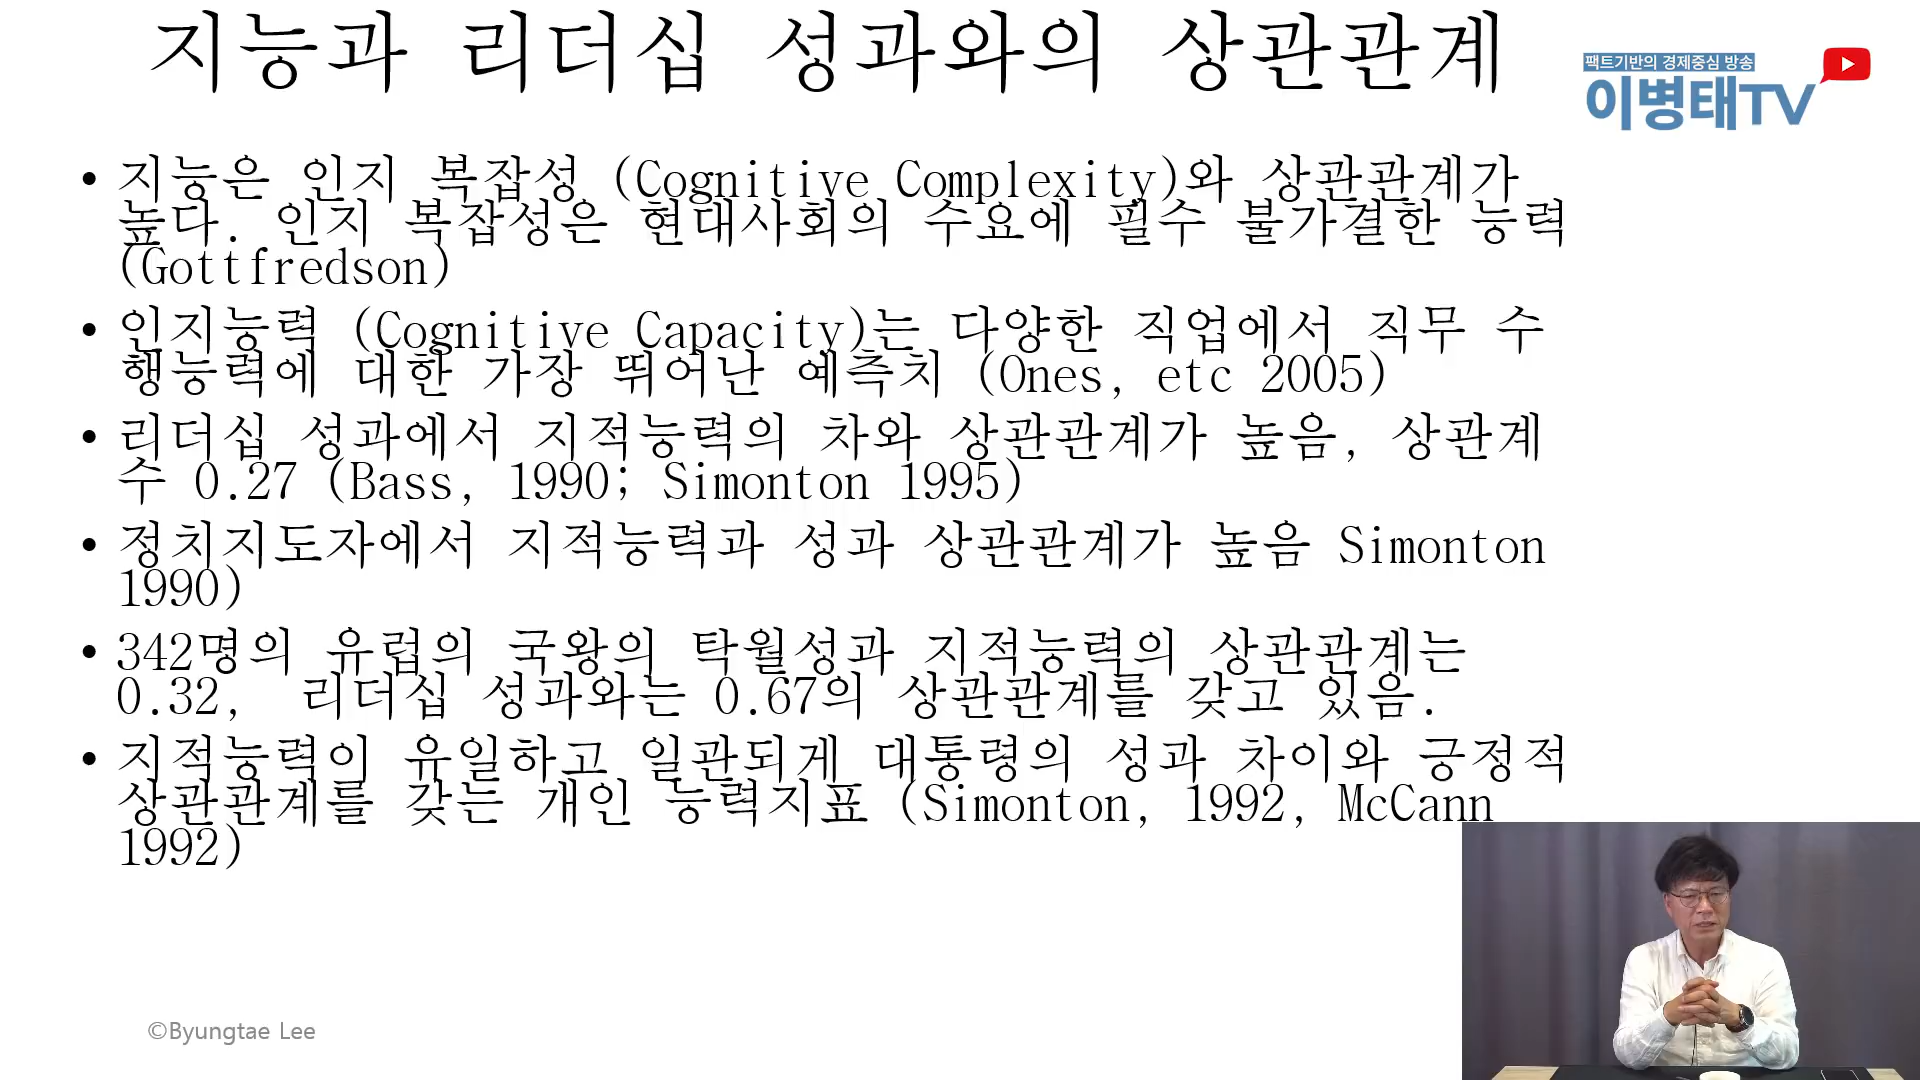 지능과 리더십 성과와의 상관관계
팩트기반의 경제중심 방송
이병태TV
• 지능은 인지 복잡성 (Cognitive Complexity)와 상관관계가
높다. 인지 복잡성은 현대사회의 수요에 필수 불가결한 능력
(Gottfredson)
• 인지능력 (Cognitive Capacity)는 다양한 직업에서 직무 수
행능력에 대한 가장 뛰어난 예측치 (Ones, etc 2005)
• 리더십 성과에서 지적능력의 차와 상관관계가 높음, 상관계
수 0.27 (Bass, 1990; Simonton 1995)
• 정치지도자에서 지적능력과 성과 상관관계가 높음 Simonton
1990)
• 342명의 유럽의 국왕의 탁월성과 지적능력의 상관관계는
0.32, 리더십 성과와는 0.67의 상관관계를 갖고 있음.
• 지적능력이 유일하고 일관되게 대통령의 성과 차이와 긍정적
상관관계를 갖는 개인 능력지표 (Simonton, 1992, McCann
1992)
©Byungtae Lee